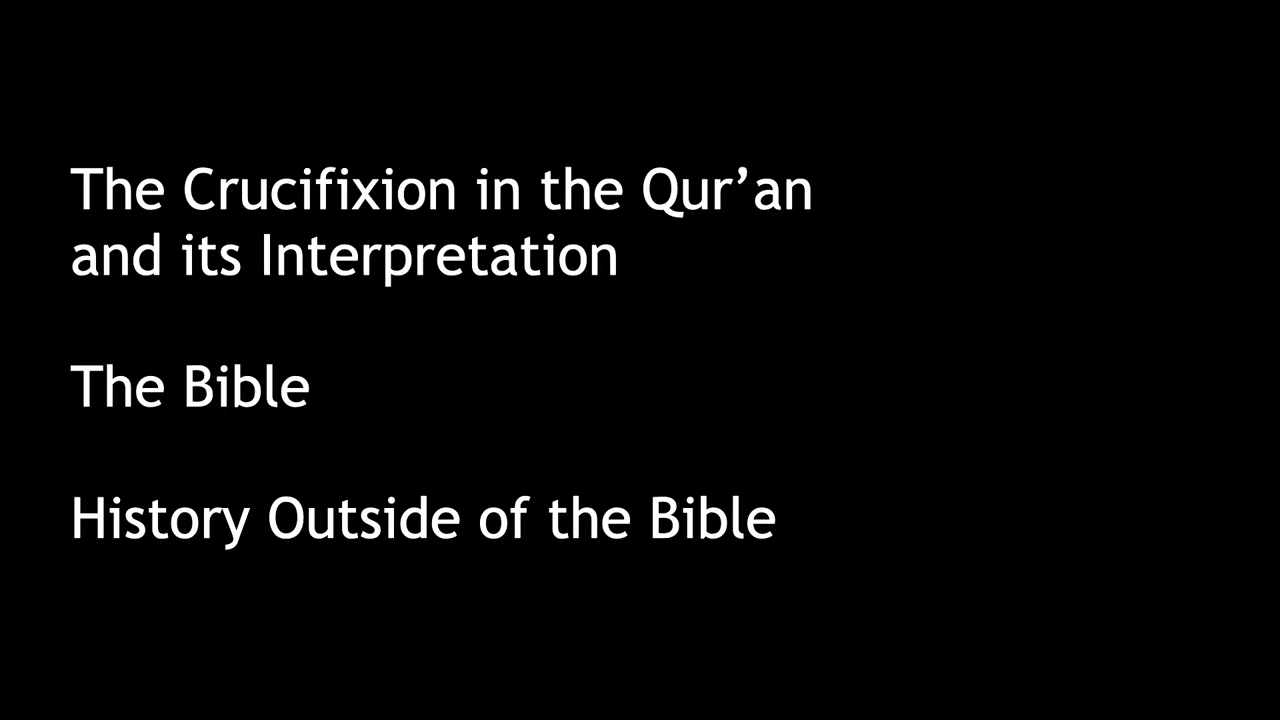 The Crucifixion in the Qur’an
and its Interpretation
The Bible
History Outside of the Bible